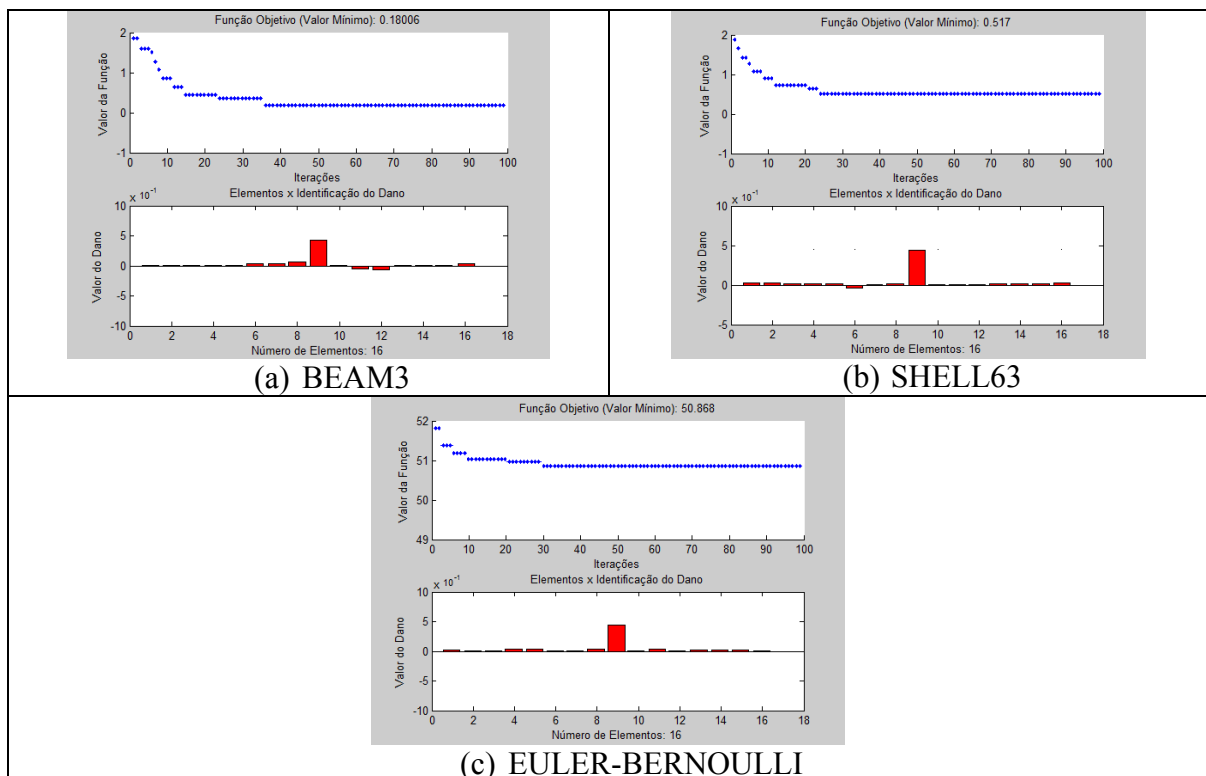 Função Objetivo (Valor Mínimo): 0.18006
Valor da Função
2
1
0
-1
0 10 20 30 40 50 60 70 80 90 100
Iterações
Elementos x Identificação do Dano
x 10⁻¹
Valor do Dano
10
5
0
-5
-10
0 2 4 6 8 10 12 14 16 18
Número de Elementos: 16
(a) BEAM3
Função Objetivo (Valor Mínimo): 0.517
Valor da Função
2
1
0
-1
0 10 20 30 40 50 60 70 80 90 100
Iterações
Elementos x Identificação do Dano
x 10⁻¹
Valor do Dano
10
5
0
-5
0 2 4 6 8 10 12 14 16 18
Número de Elementos: 16
(b) SHELL63
Função Objetivo (Valor Mínimo): 50.868
Valor da Função
52
51
50
49
0 10 20 30 40 50 60 70 80 90 100
Iterações
Elementos x Identificação do Dano
x 10⁻¹
Valor do Dano
10
5
0
-5
-10
0 2 4 6 8 10 12 14 16 18
Número de Elementos: 16
(c) EULER-BERNOULLI